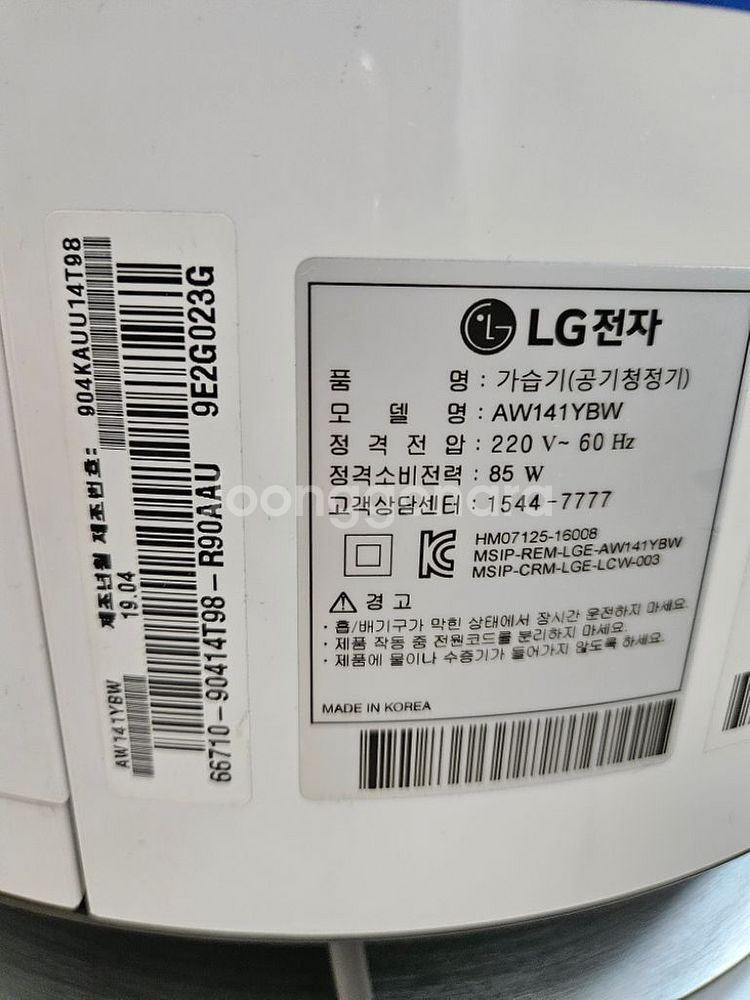 904KAUU14T98
제조년월 제조번호:
19.04
9E2G023G
AW141YBW
66710-90414T98-R90AAU
LG전자
품 명 : 가습기(공기청정기)
모 델 명 : AW141YBW
정 격 전 압 : 220 V~ 60 Hz
정격소비전력 : 85 W
고객상담센터 : 1544-7777
HM07125-16008
MSIP-REM-LGE-AW141YBW
MSIP-CRM-LGE-LCW-003
경 고
· 흡/배기구가 막힌 상태에서 장시간 운전하지 마세요.
· 제품 작동 중 전원코드를 분리하지 마세요.
· 제품에 물이나 수증기가 들어가지 않도록 하세요.
MADE IN KOREA